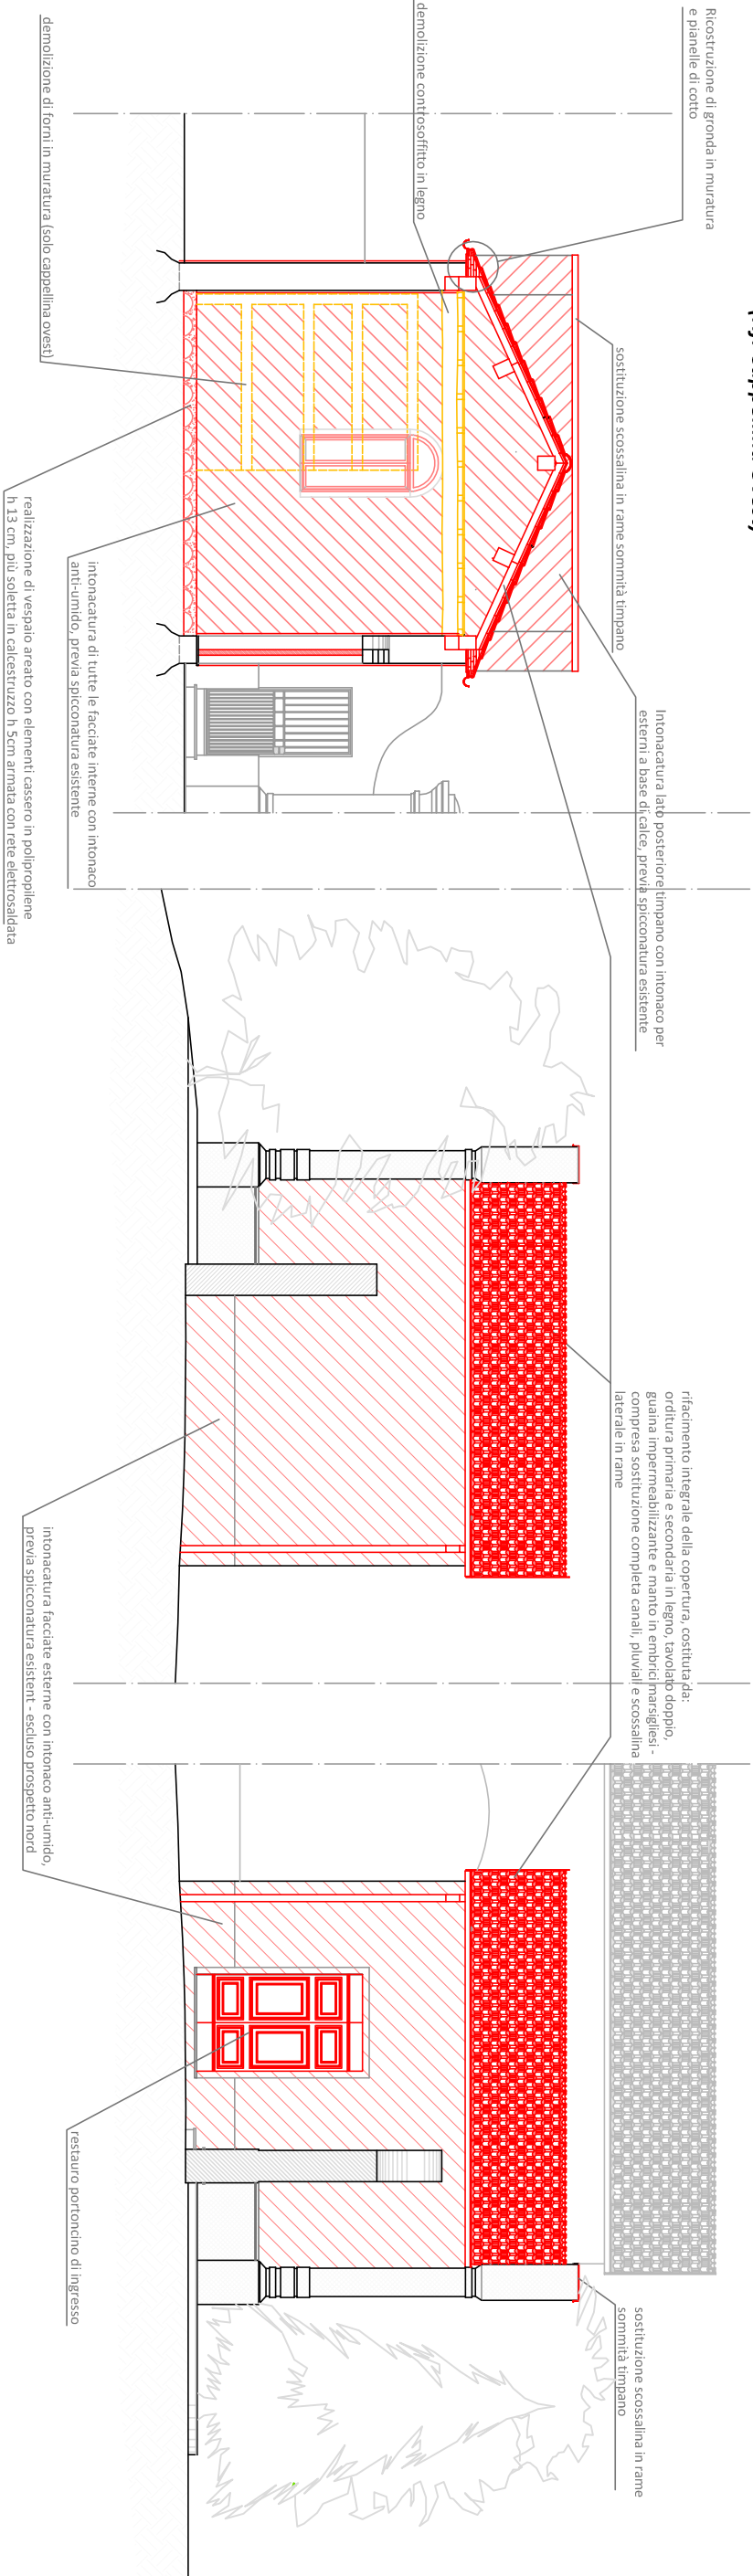 Ricostruzione di gronda in muratura
e pianelle di cotto
demolizione controsoffitto in legno
demolizione di forni in muratura (solo cappellina ovest)
sostituzione scossalina in rame sommità timpano
Intonacatura lato posteriore timpano con intonaco per
esterni a base di calce, previa spicconatura esistente
intonacatura di tutte le facciate interne con intonaco
anti-umido, previa spicconatura esistente
realizzazione di vespaio areato con elementi cassero in polipropilene
h 13 cm, più soletta in calcestruzzo h 5cm armata con rete elettrosaldata
rifacimento integrale della copertura, costituta da:
orditura primaria e secondaria in legno, tavolato doppio,
guaina impermeabilizzante e manto in embrici marsigliesi -
compresa sostituzione completa canali, pluviali e scossalina
laterale in rame
intonacatura facciate esterne con intonaco anti-umido,
previa spicconatura esistent - escluso prospetto nord
restauro portoncino di ingresso
sostituzione scossalina in rame
sommità timpano